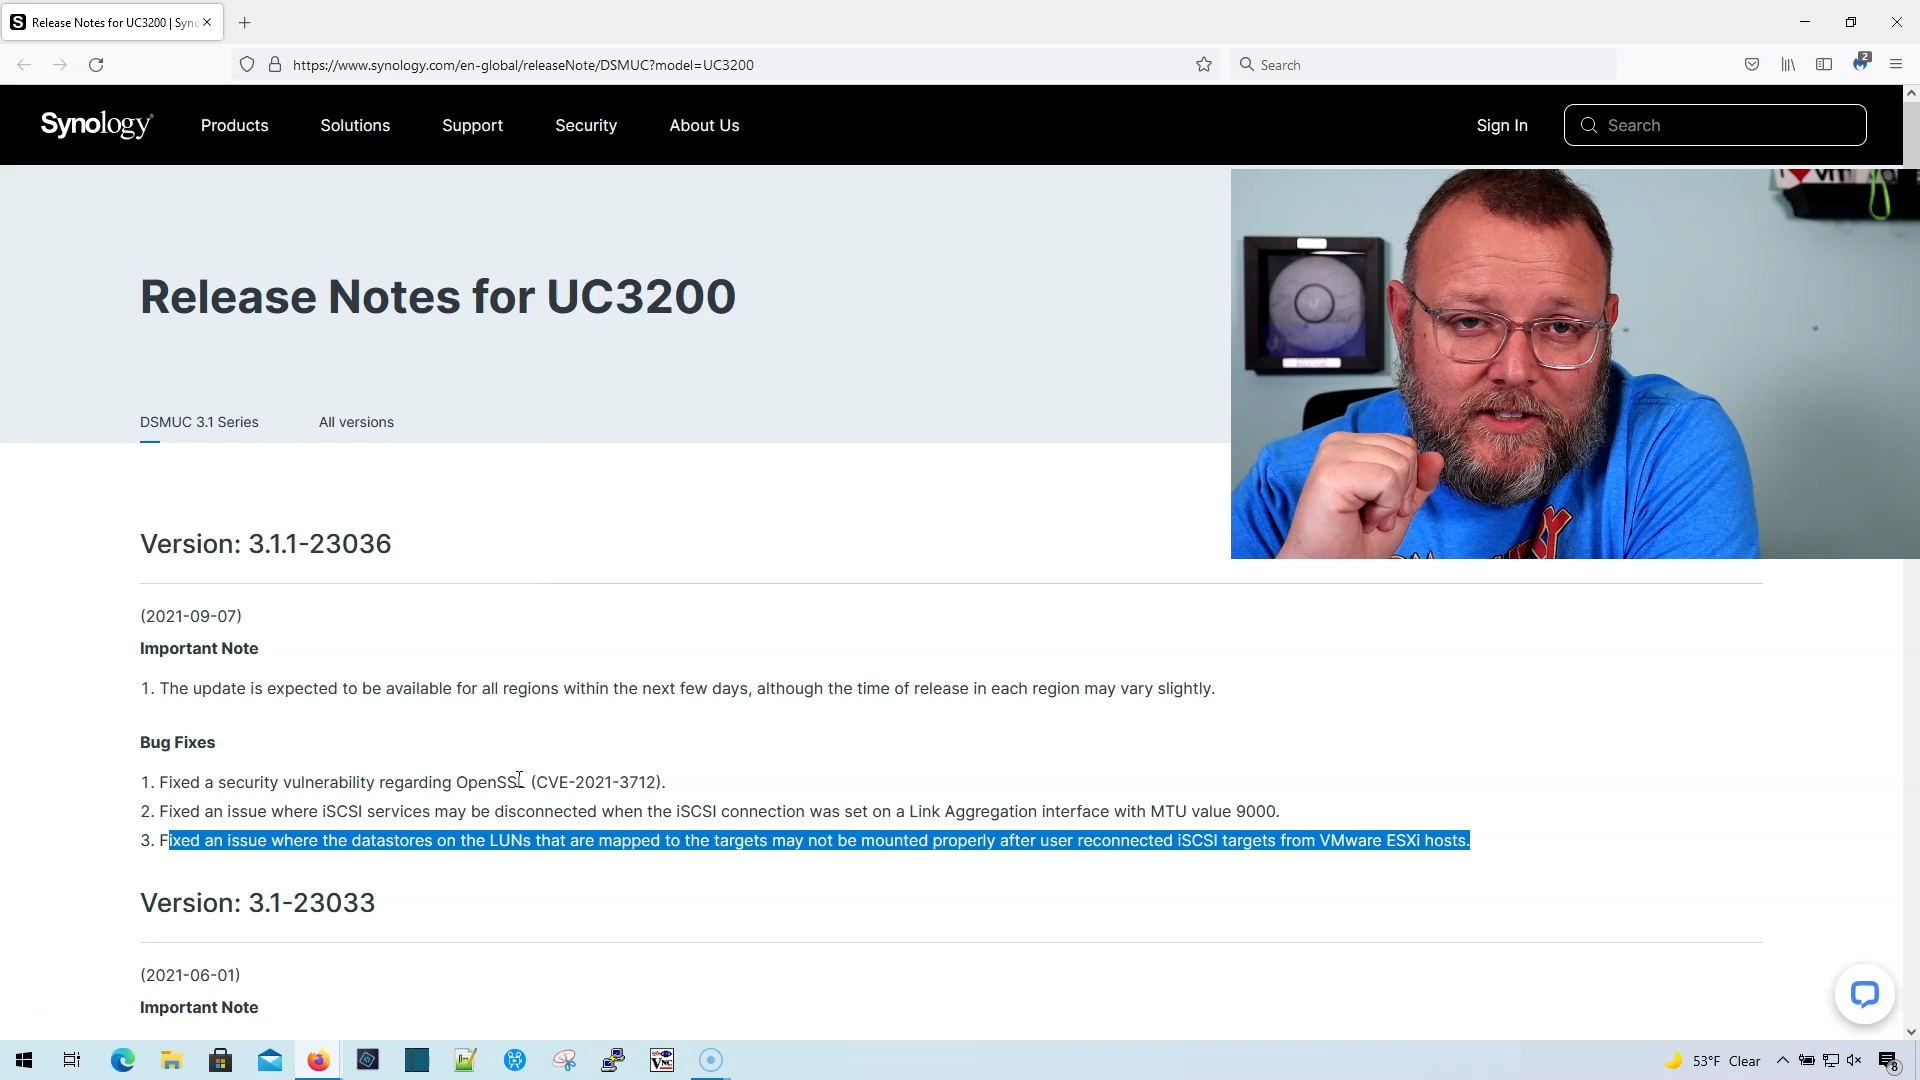 Release Notes for UC3200 | Syno
https://www.synology.com/en-global/releaseNote/DSMUC?model=UC3200
Search
2
Synology
Products
Solutions
Support
Security
About Us
Sign In
Search
Release Notes for UC3200
DSMUC 3.1 Series
All versions
Version: 3.1.1-23036
(2021-09-07)
Important Note
1. The update is expected to be available for all regions within the next few days, although the time of release in each region may vary slightly.
Bug Fixes
1. Fixed a security vulnerability regarding OpenSSL (CVE-2021-3712).
2. Fixed an issue where iSCSI services may be disconnected when the iSCSI connection was set on a Link Aggregation interface with MTU value 9000.
3. Fixed an issue where the datastores on the LUNs that are mapped to the targets may not be mounted properly after user reconnected iSCSI targets from VMware ESXi hosts.
Version: 3.1-23033
(2021-06-01)
Important Note
53°F Clear
8